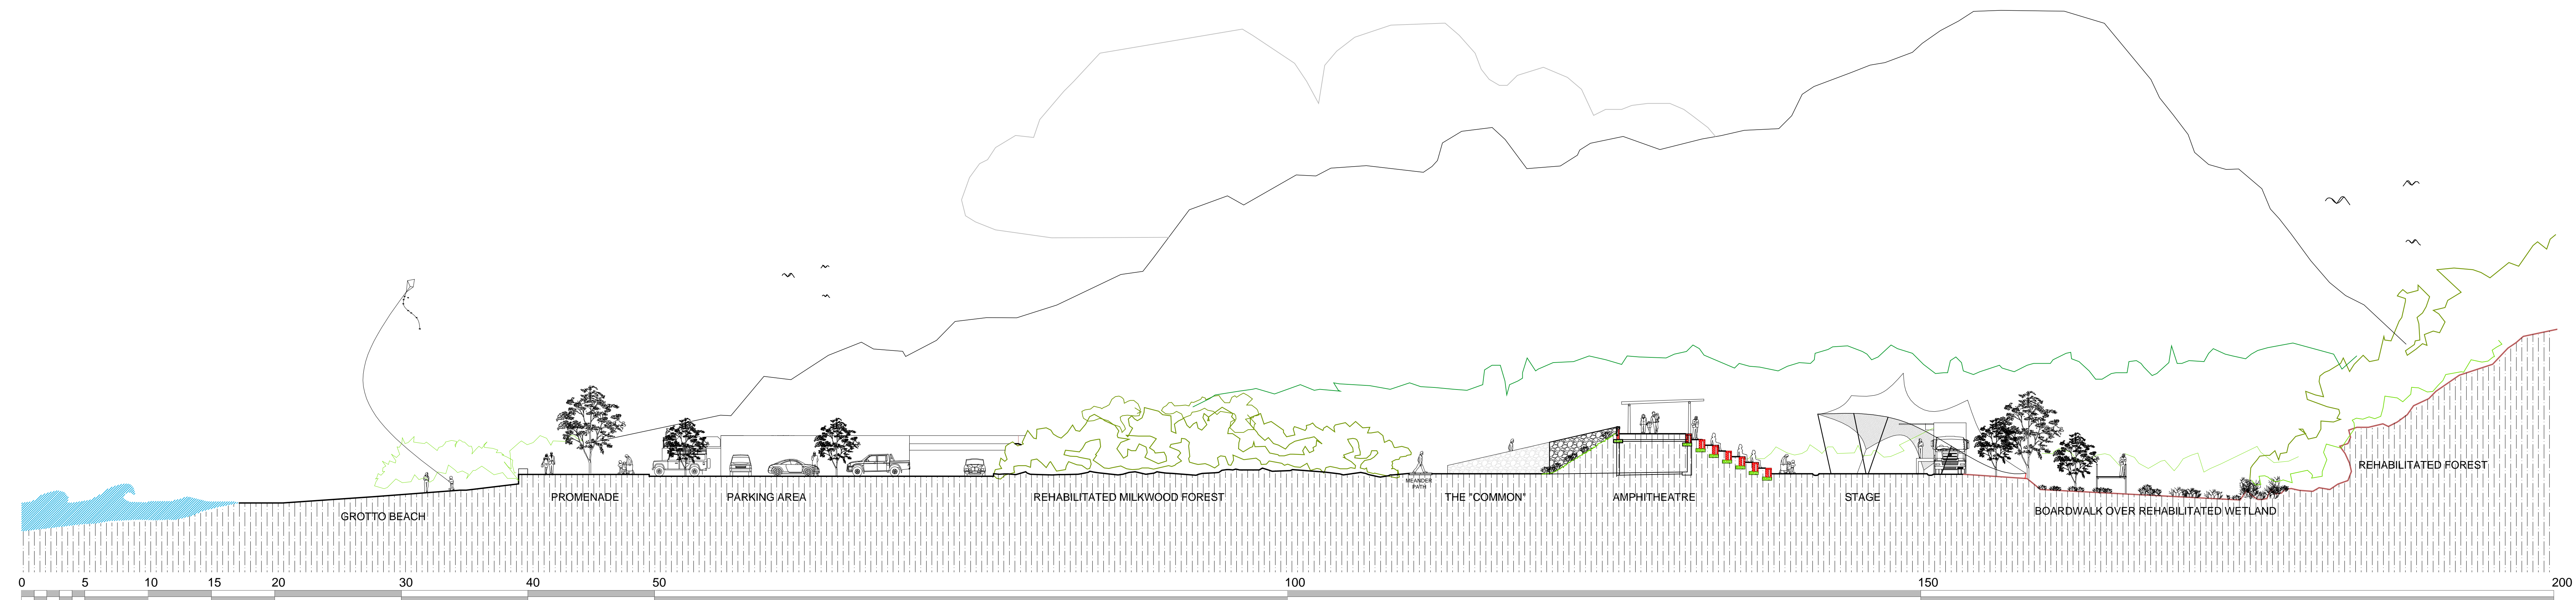 MEANDER
PATH
REHABILITATED FOREST
PROMENADE
PARKING AREA
REHABILITATED MILKWOOD FOREST
THE "COMMON"
AMPHITHEATRE
STAGE
GROTTO BEACH
BOARDWALK OVER REHABILITATED WETLAND
0 5 10 15 20 30 40 50 100 150 200